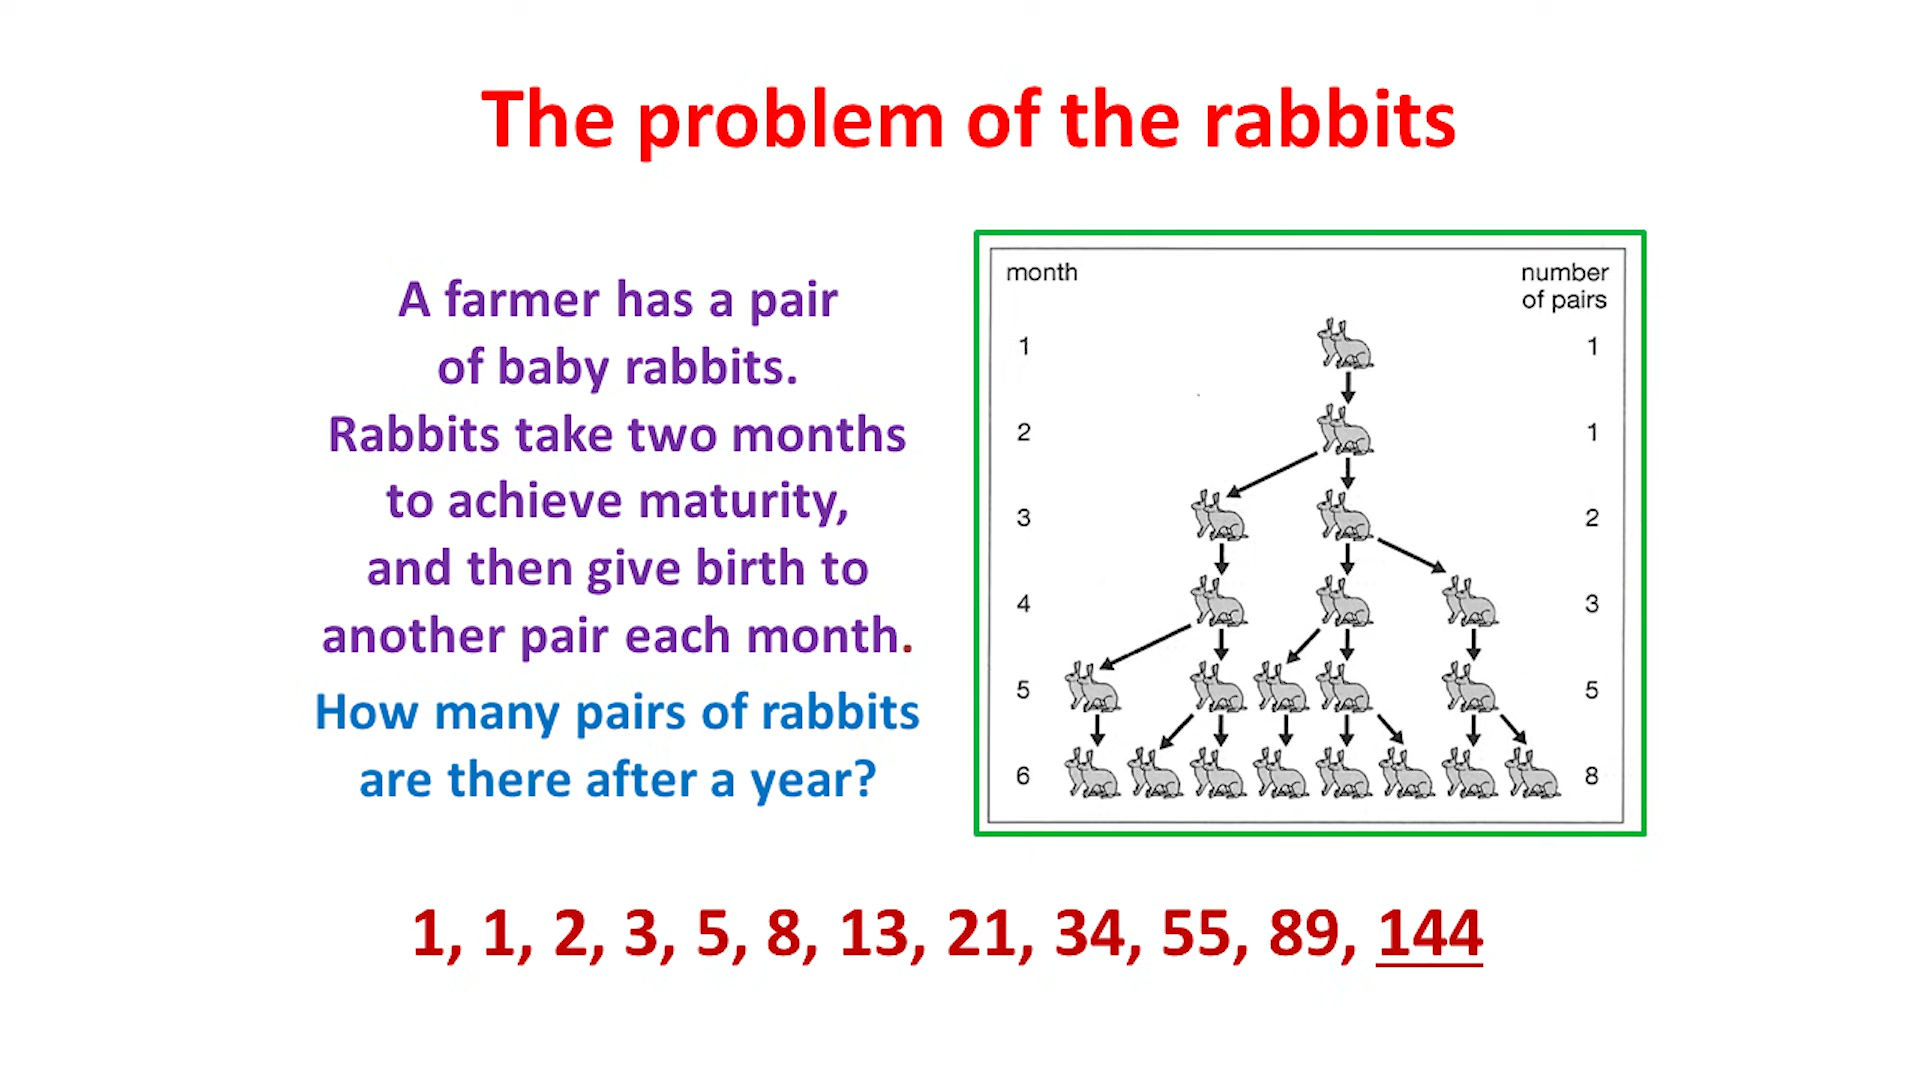 The problem of the rabbits
A farmer has a pair
of baby rabbits.
Rabbits take two months
to achieve maturity,
and then give birth to
another pair each month.
How many pairs of rabbits
are there after a year?
month
number
of pairs
1 1
2 1
3 2
4 3
5 5
6 8
1, 1, 2, 3, 5, 8, 13, 21, 34, 55, 89, 144